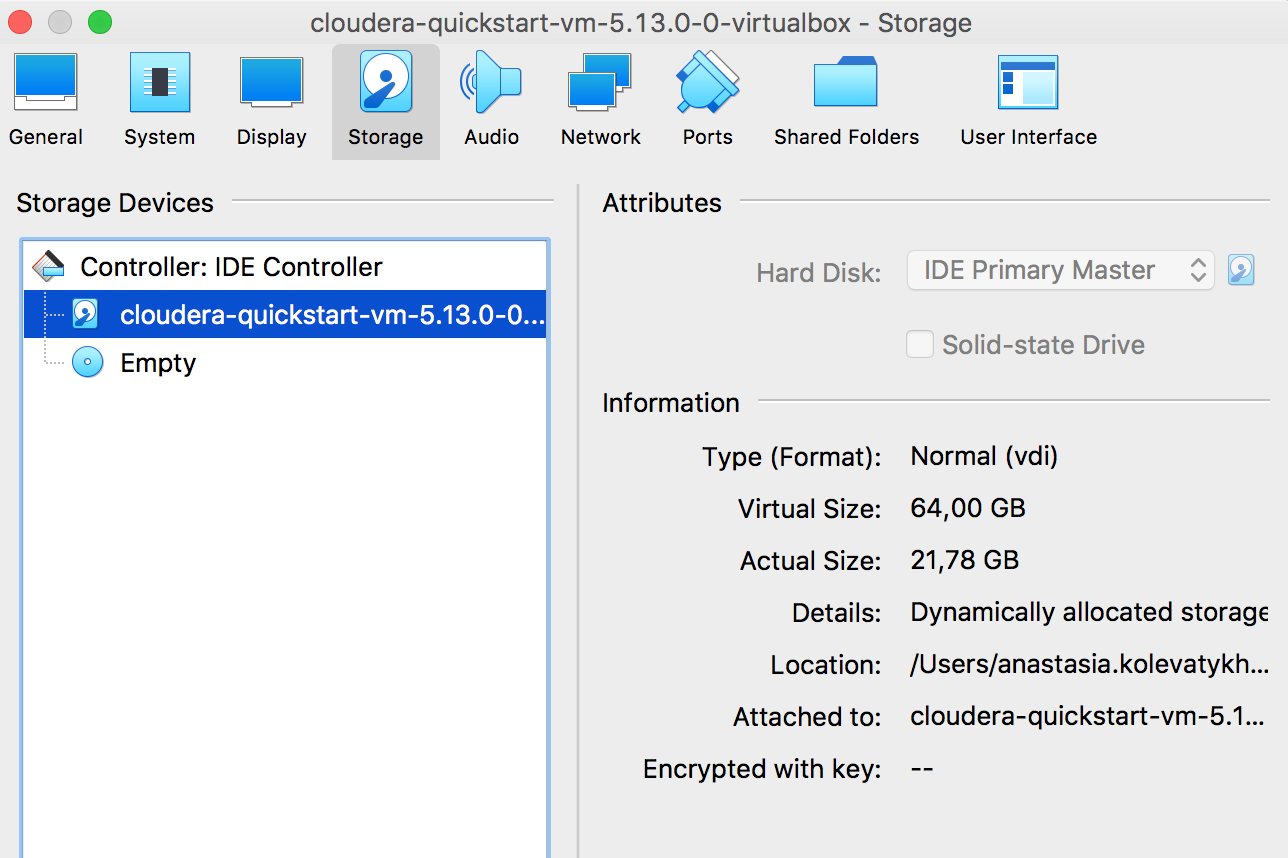 cloudera-quickstart-vm-5.13.0-0-virtualbox - Storage
General System Display Storage Audio Network Ports Shared Folders User Interface
Storage Devices
Controller: IDE Controller
cloudera-quickstart-vm-5.13.0-0...
Empty
Attributes
Hard Disk: IDE Primary Master
Solid-state Drive
Information
Type (Format): Normal (vdi)
Virtual Size: 64,00 GB
Actual Size: 21,78 GB
Details: Dynamically allocated storage
Location: /Users/anastasia.kolevatykh...
Attached to: cloudera-quickstart-vm-5.1...
Encrypted with key: --